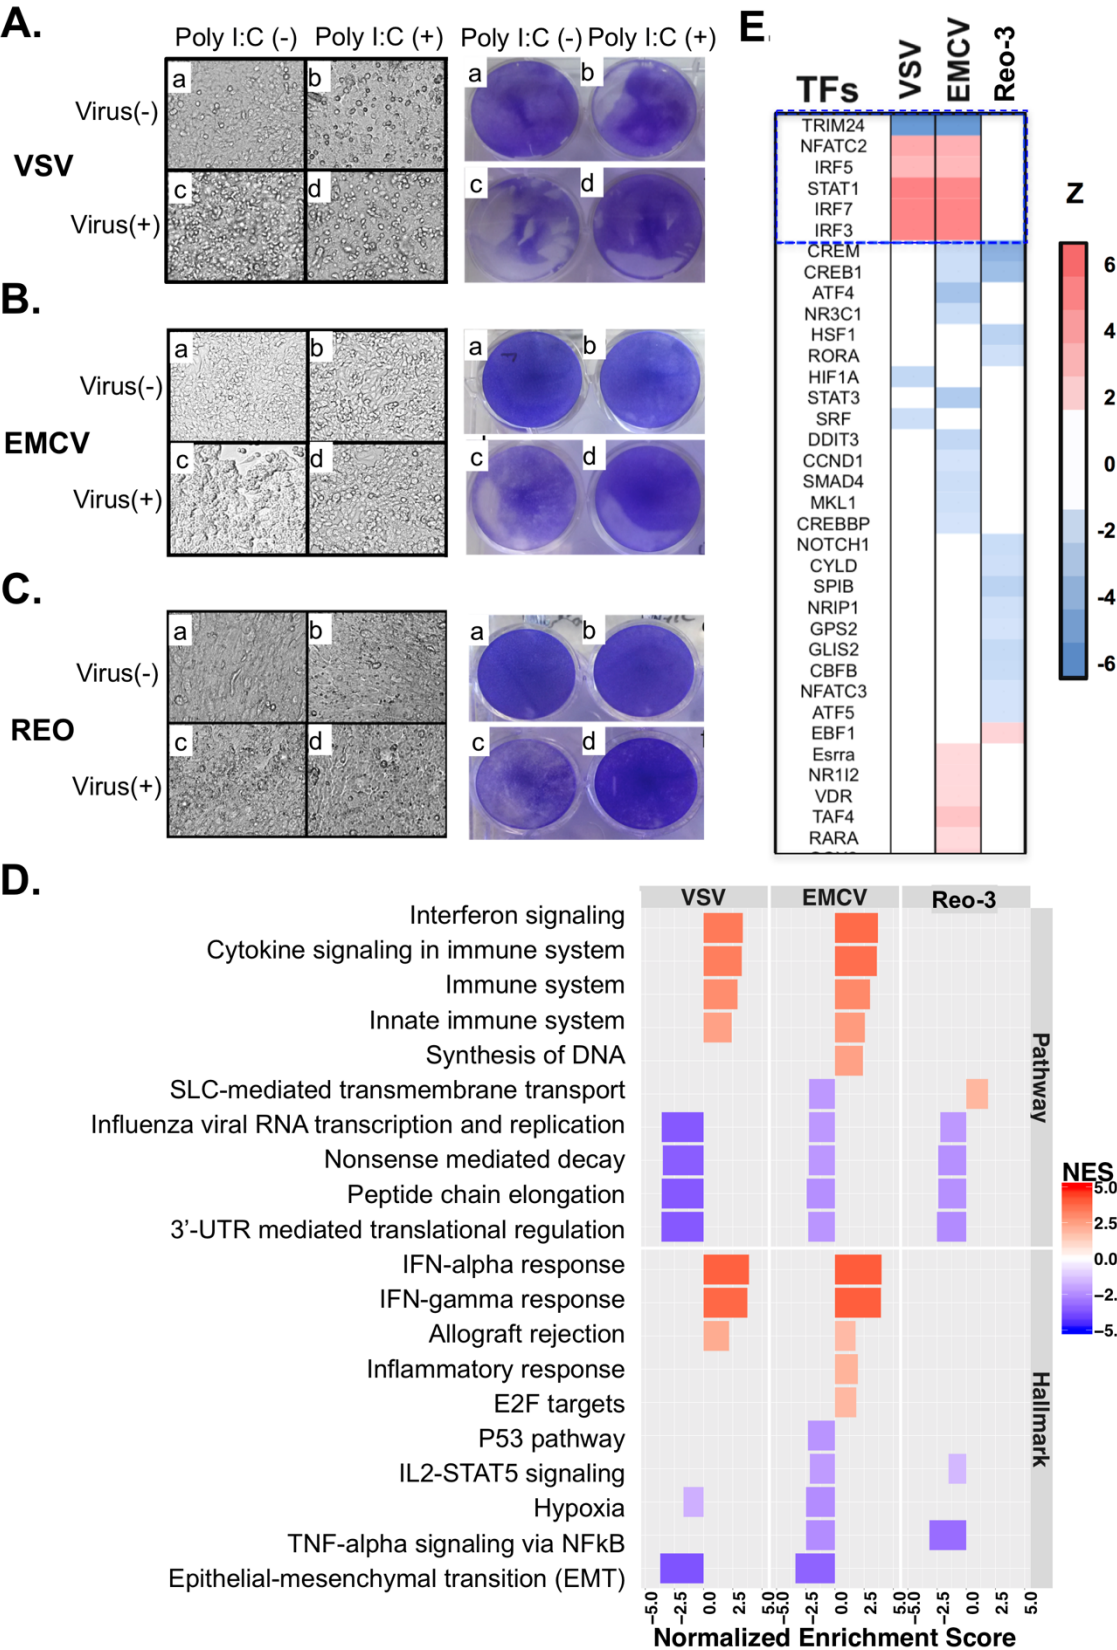 A.
Poly I:C (-) Poly I:C (+) Poly I:C (-) Poly I:C (+)
a b a b
Virus(-)
VSV
c d c d
Virus(+)
B.
a b a b
Virus(-)
EMCV
c d c d
Virus(+)
C.
a b a b
Virus(-)
REO
c d c d
Virus(+)
E.
TFs VSV EMCV Reo-3
TRIM24
NFATC2
IRF5
STAT1
IRF7
IRF3
CREM
CREB1
ATF4
NR3C1
HSF1
RORA
HIF1A
STAT3
SRF
DDIT3
CCND1
SMAD4
MKL1
CREBBP
NOTCH1
CYLD
SPIB
NRIP1
GPS2
GLIS2
CBFB
NFATC3
ATF5
EBF1
Esrra
NR1I2
VDR
TAF4
RARA
Z
6
4
2
0
-2
-4
-6
D.
VSV EMCV Reo-3
Interferon signaling
Cytokine signaling in immune system
Immune system
Innate immune system
Synthesis of DNA
SLC-mediated transmembrane transport
Influenza viral RNA transcription and replication
Nonsense mediated decay
Peptide chain elongation
3’-UTR mediated translational regulation
Pathway
IFN-alpha response
IFN-gamma response
Allograft rejection
Inflammatory response
E2F targets
P53 pathway
IL2-STAT5 signaling
Hypoxia
TNF-alpha signaling via NFkB
Epithelial-mesenchymal transition (EMT)
Hallmark
NES
5.0
2.5
0.0
−2.
−5.
−5.0 −2.5 0.0 2.5 5.0 −5.0 −2.5 0.0 2.5 5.0 −5.0 −2.5 0.0 2.5 5.0
Normalized Enrichment Score